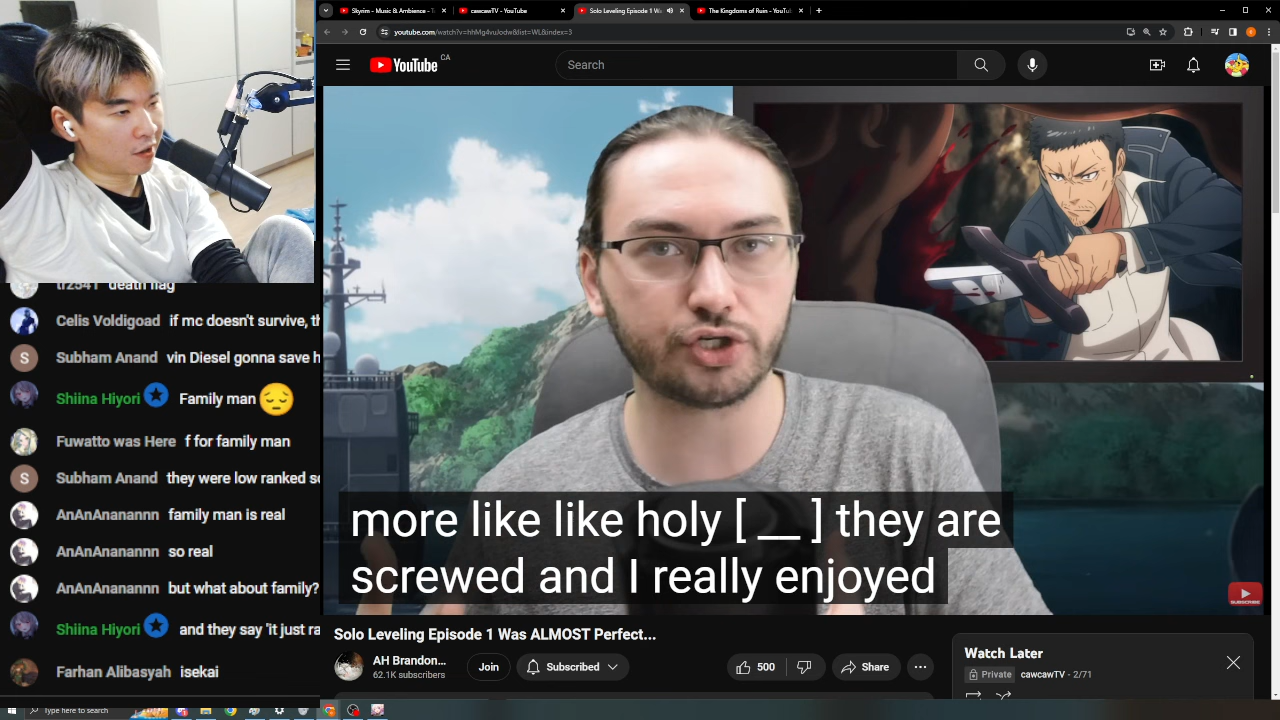 Skyrim - Music & Ambience - T
cawcawTV - YouTube
Solo Leveling Episode 1 W
The Kingdoms of Ruin - YouTu
youtube.com/watch?v=hhMg4vuJodw&list=WL&index=3
YouTube CA
Search
death flag
Celis Voldigoad if mc doesn't survive, th
S
Subham Anand vin Diesel gonna save h
Shiina Hiyori Family man
Fuwatto was Here f for family man
S
Subham Anand they were low ranked so
AnAnAnanannn family man is real
AnAnAnanannn so real
AnAnAnanannn but what about family?
Shiina Hiyori and they say 'it just ra
Farhan Alibasyah isekai
more like like holy [ __ ] they are
screwed and I really enjoyed
SUBSCRIBE
Solo Leveling Episode 1 Was ALMOST Perfect...
AH Brandon...
62.1K subscribers
Join
Subscribed
500
Share
Watch Later
Private cawcawTV - 2/71
Type here to search